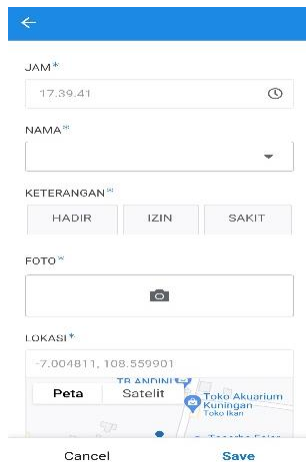 JAM*
17.39.41
NAMA*
KETERANGAN*
HADIR IZIN SAKIT
FOTO*
LOKASI*
-7.004811, 108.559901
TB ANDINI
Peta Satelit
Toko Akuarium
Kuningan
Toko Ikan
Cancel Save